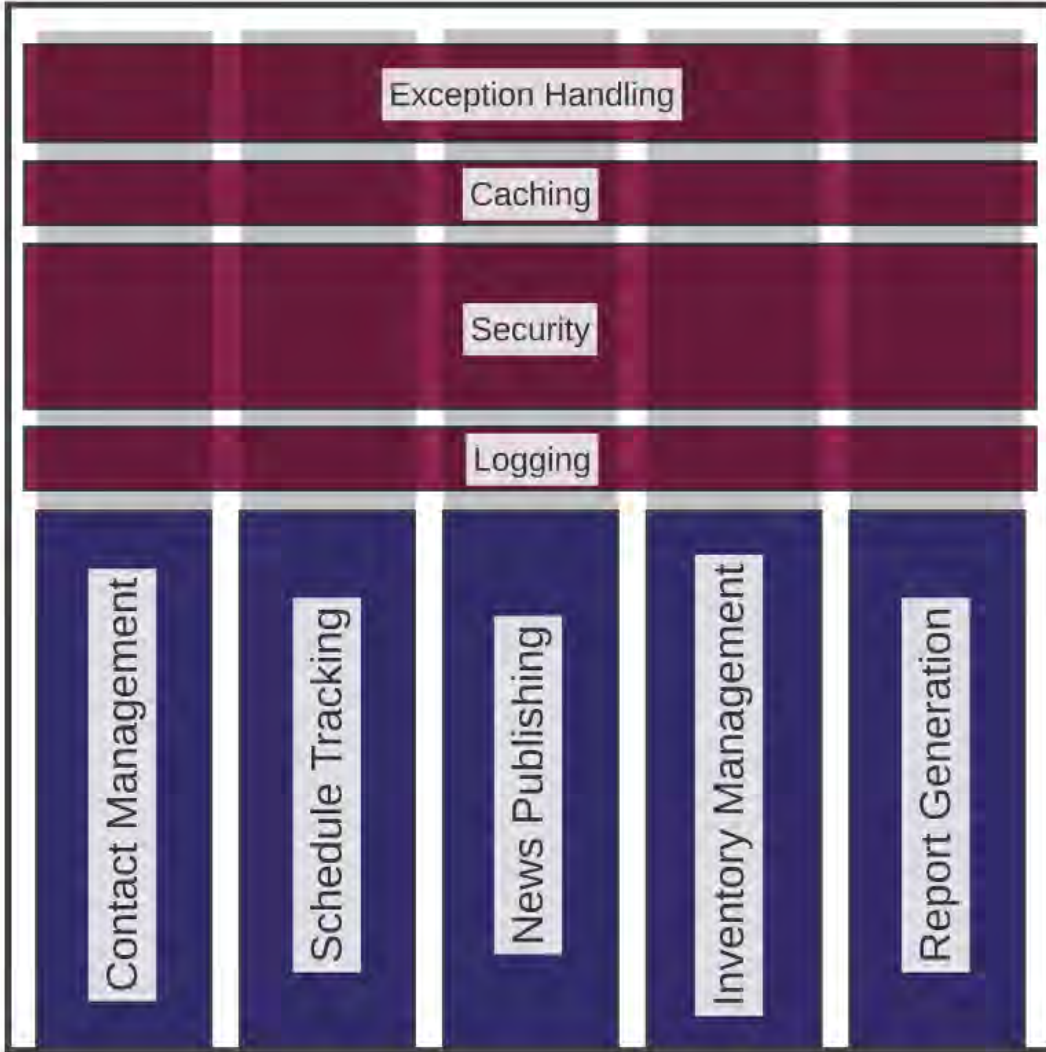 Exception Handling
Caching
Security
Logging
Contact Management
Schedule Tracking
News Publishing
Inventory Management
Report Generation